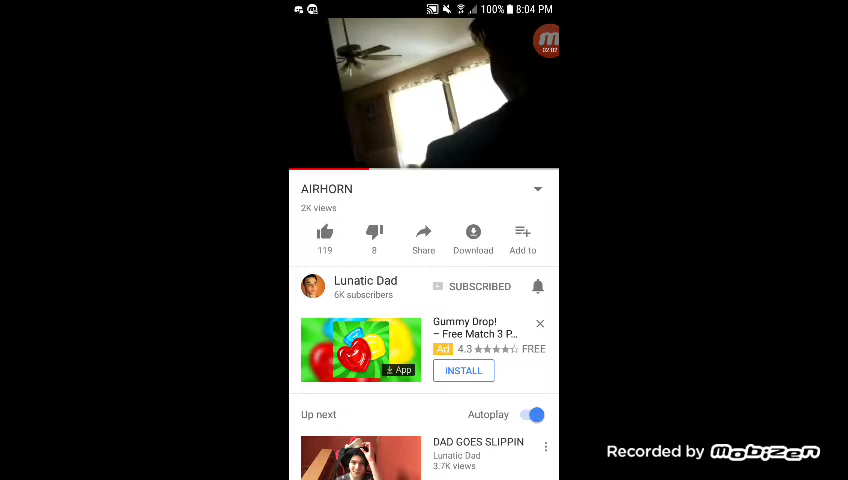 100% 8:04 PM
02:02
AIRHORN
2K views
119
8
Share
Download
Add to
Lunatic Dad
6K subscribers
SUBSCRIBED
Gummy Drop!
– Free Match 3 P...
Ad 4.3 FREE
App
INSTALL
Up next
Autoplay
DAD GOES SLIPPIN
Lunatic Dad
3.7K views
Recorded by mobizen